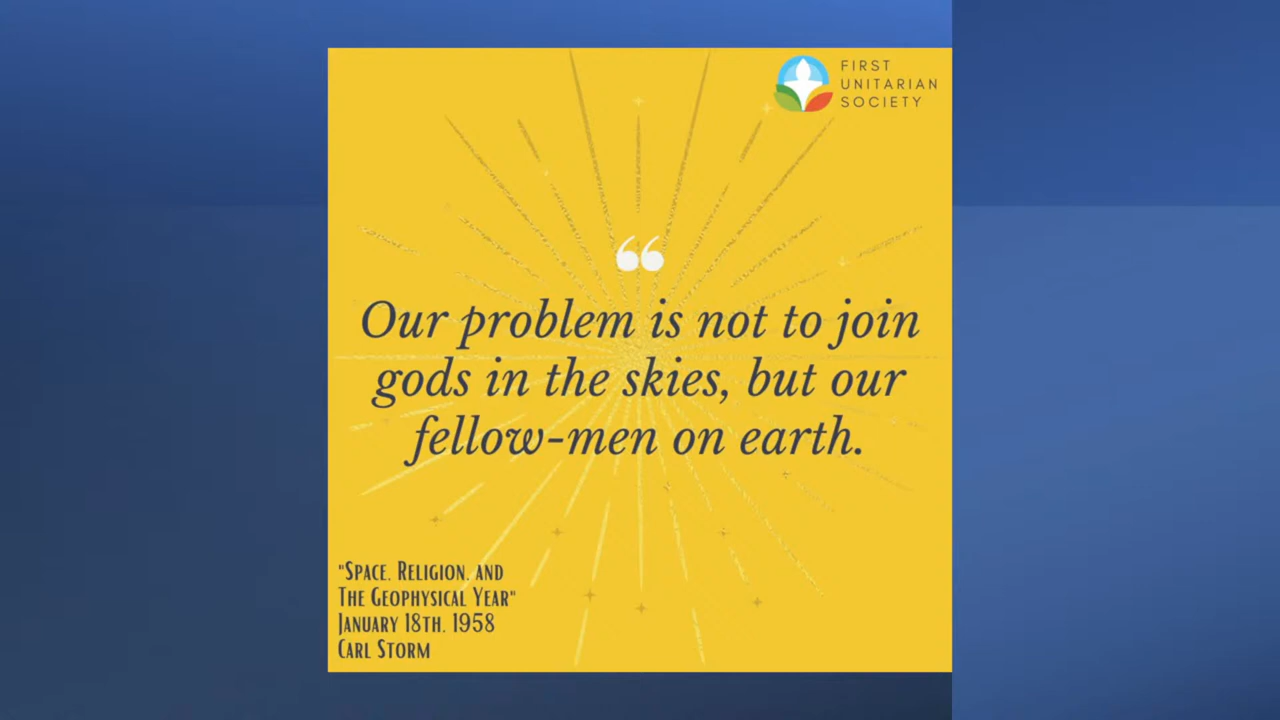 FIRST
UNITARIAN
SOCIETY
“
Our problem is not to join
gods in the skies, but our
fellow-men on earth.
"Space, Religion, and
The Geophysical Year"
January 18th, 1958
Carl Storm